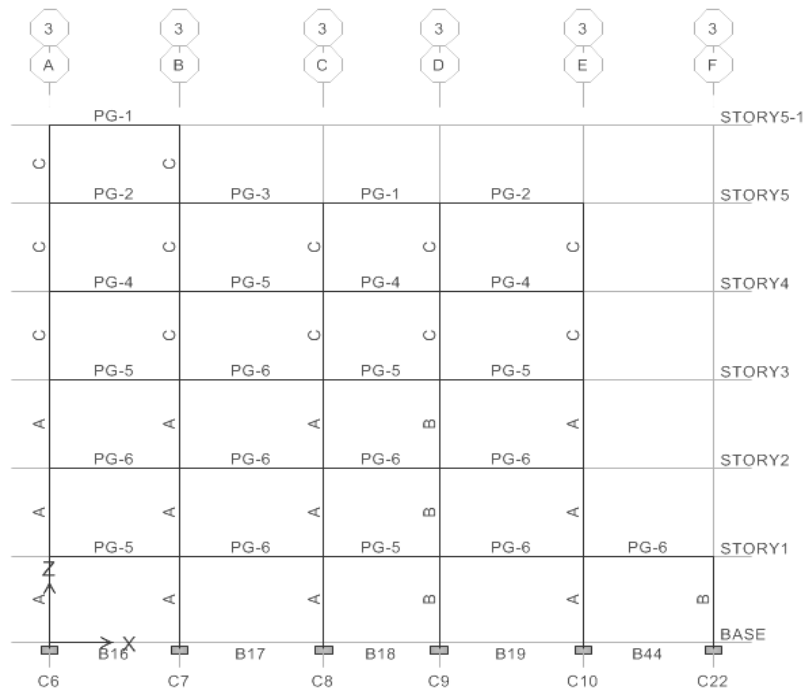 3 3 3 3 3 3
A B C D E F
PG-1 STORY5-1
C C
PG-2 PG-3 PG-1 PG-2 STORY5
C C C C C
PG-4 PG-5 PG-4 PG-4 STORY4
C C C C C
PG-5 PG-6 PG-5 PG-5 STORY3
A A A B A
PG-6 PG-6 PG-6 PG-6 STORY2
A A A B A
PG-5 PG-6 PG-5 PG-6 PG-6 STORY1
Z
A A A B A B
X BASE
B16 B17 B18 B19 B44
C6 C7 C8 C9 C10 C22